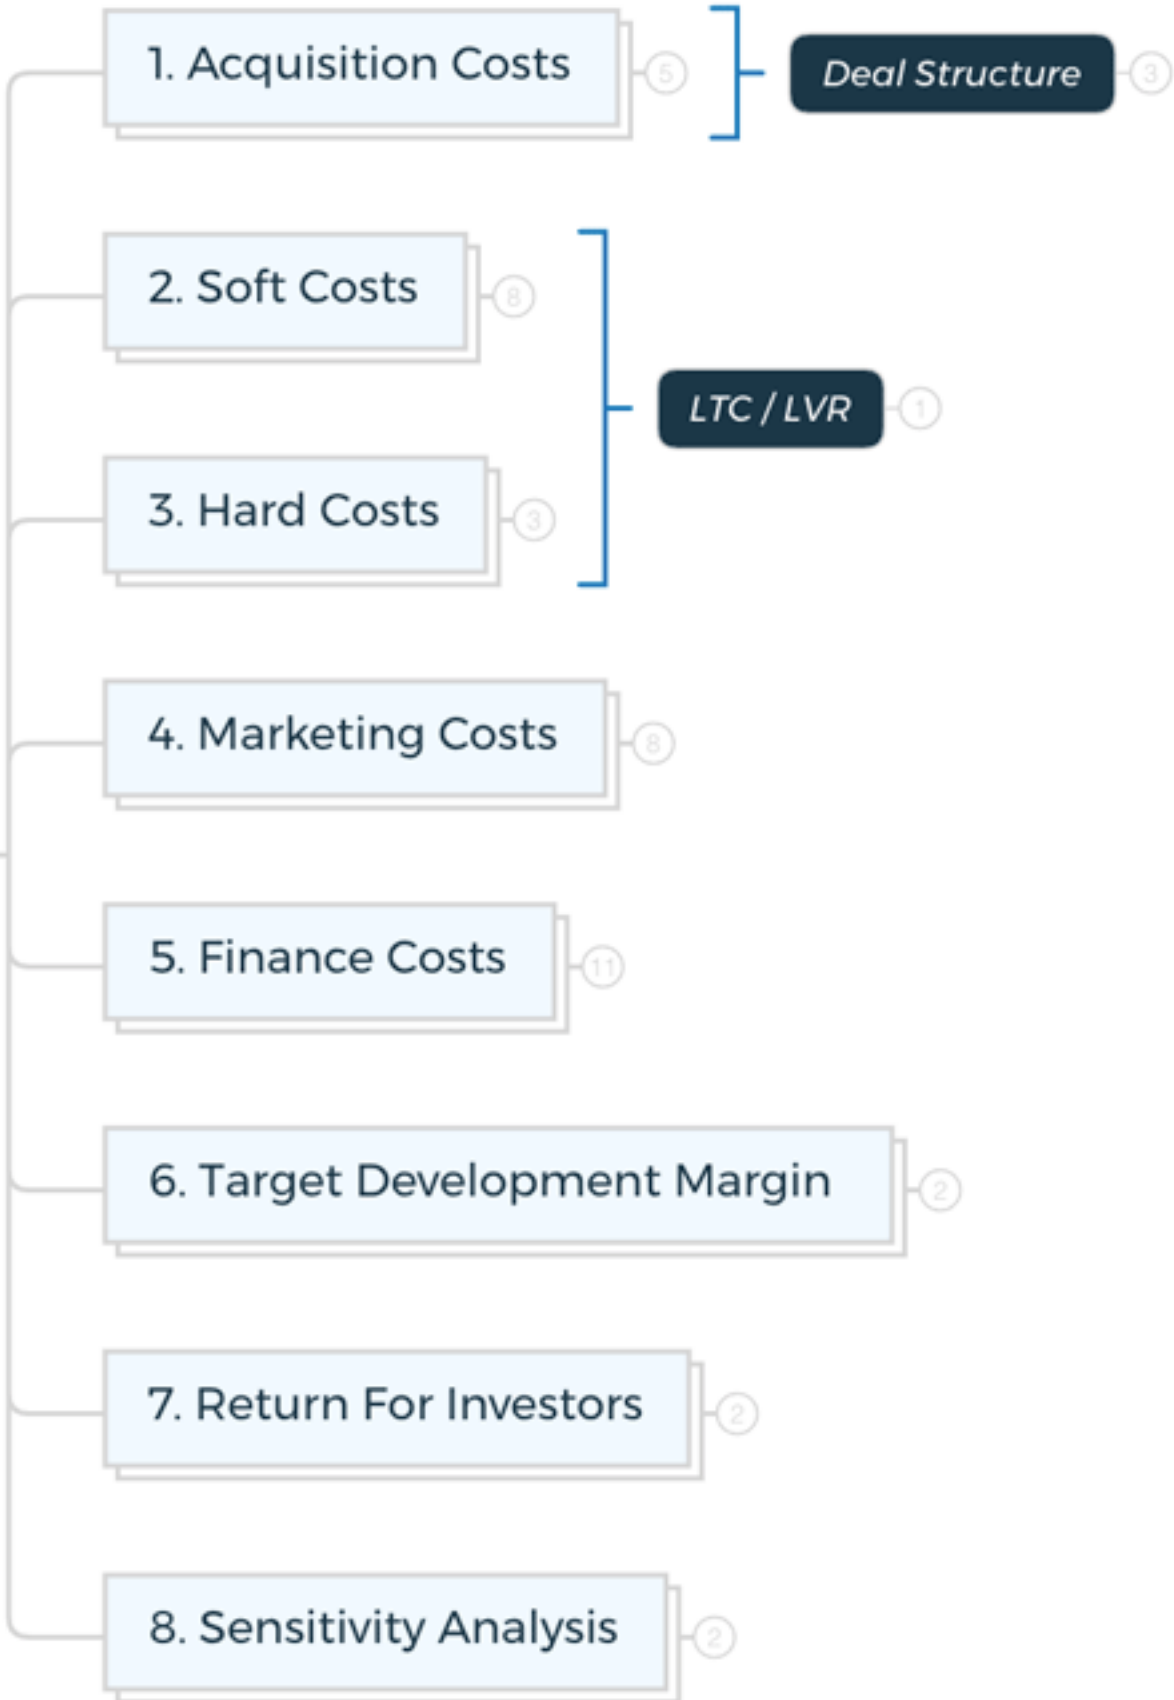 1. Acquisition Costs
5
Deal Structure
3
2. Soft Costs
8
LTC / LVR
1
3. Hard Costs
3
4. Marketing Costs
8
5. Finance Costs
11
6. Target Development Margin
2
7. Return For Investors
2
8. Sensitivity Analysis
2